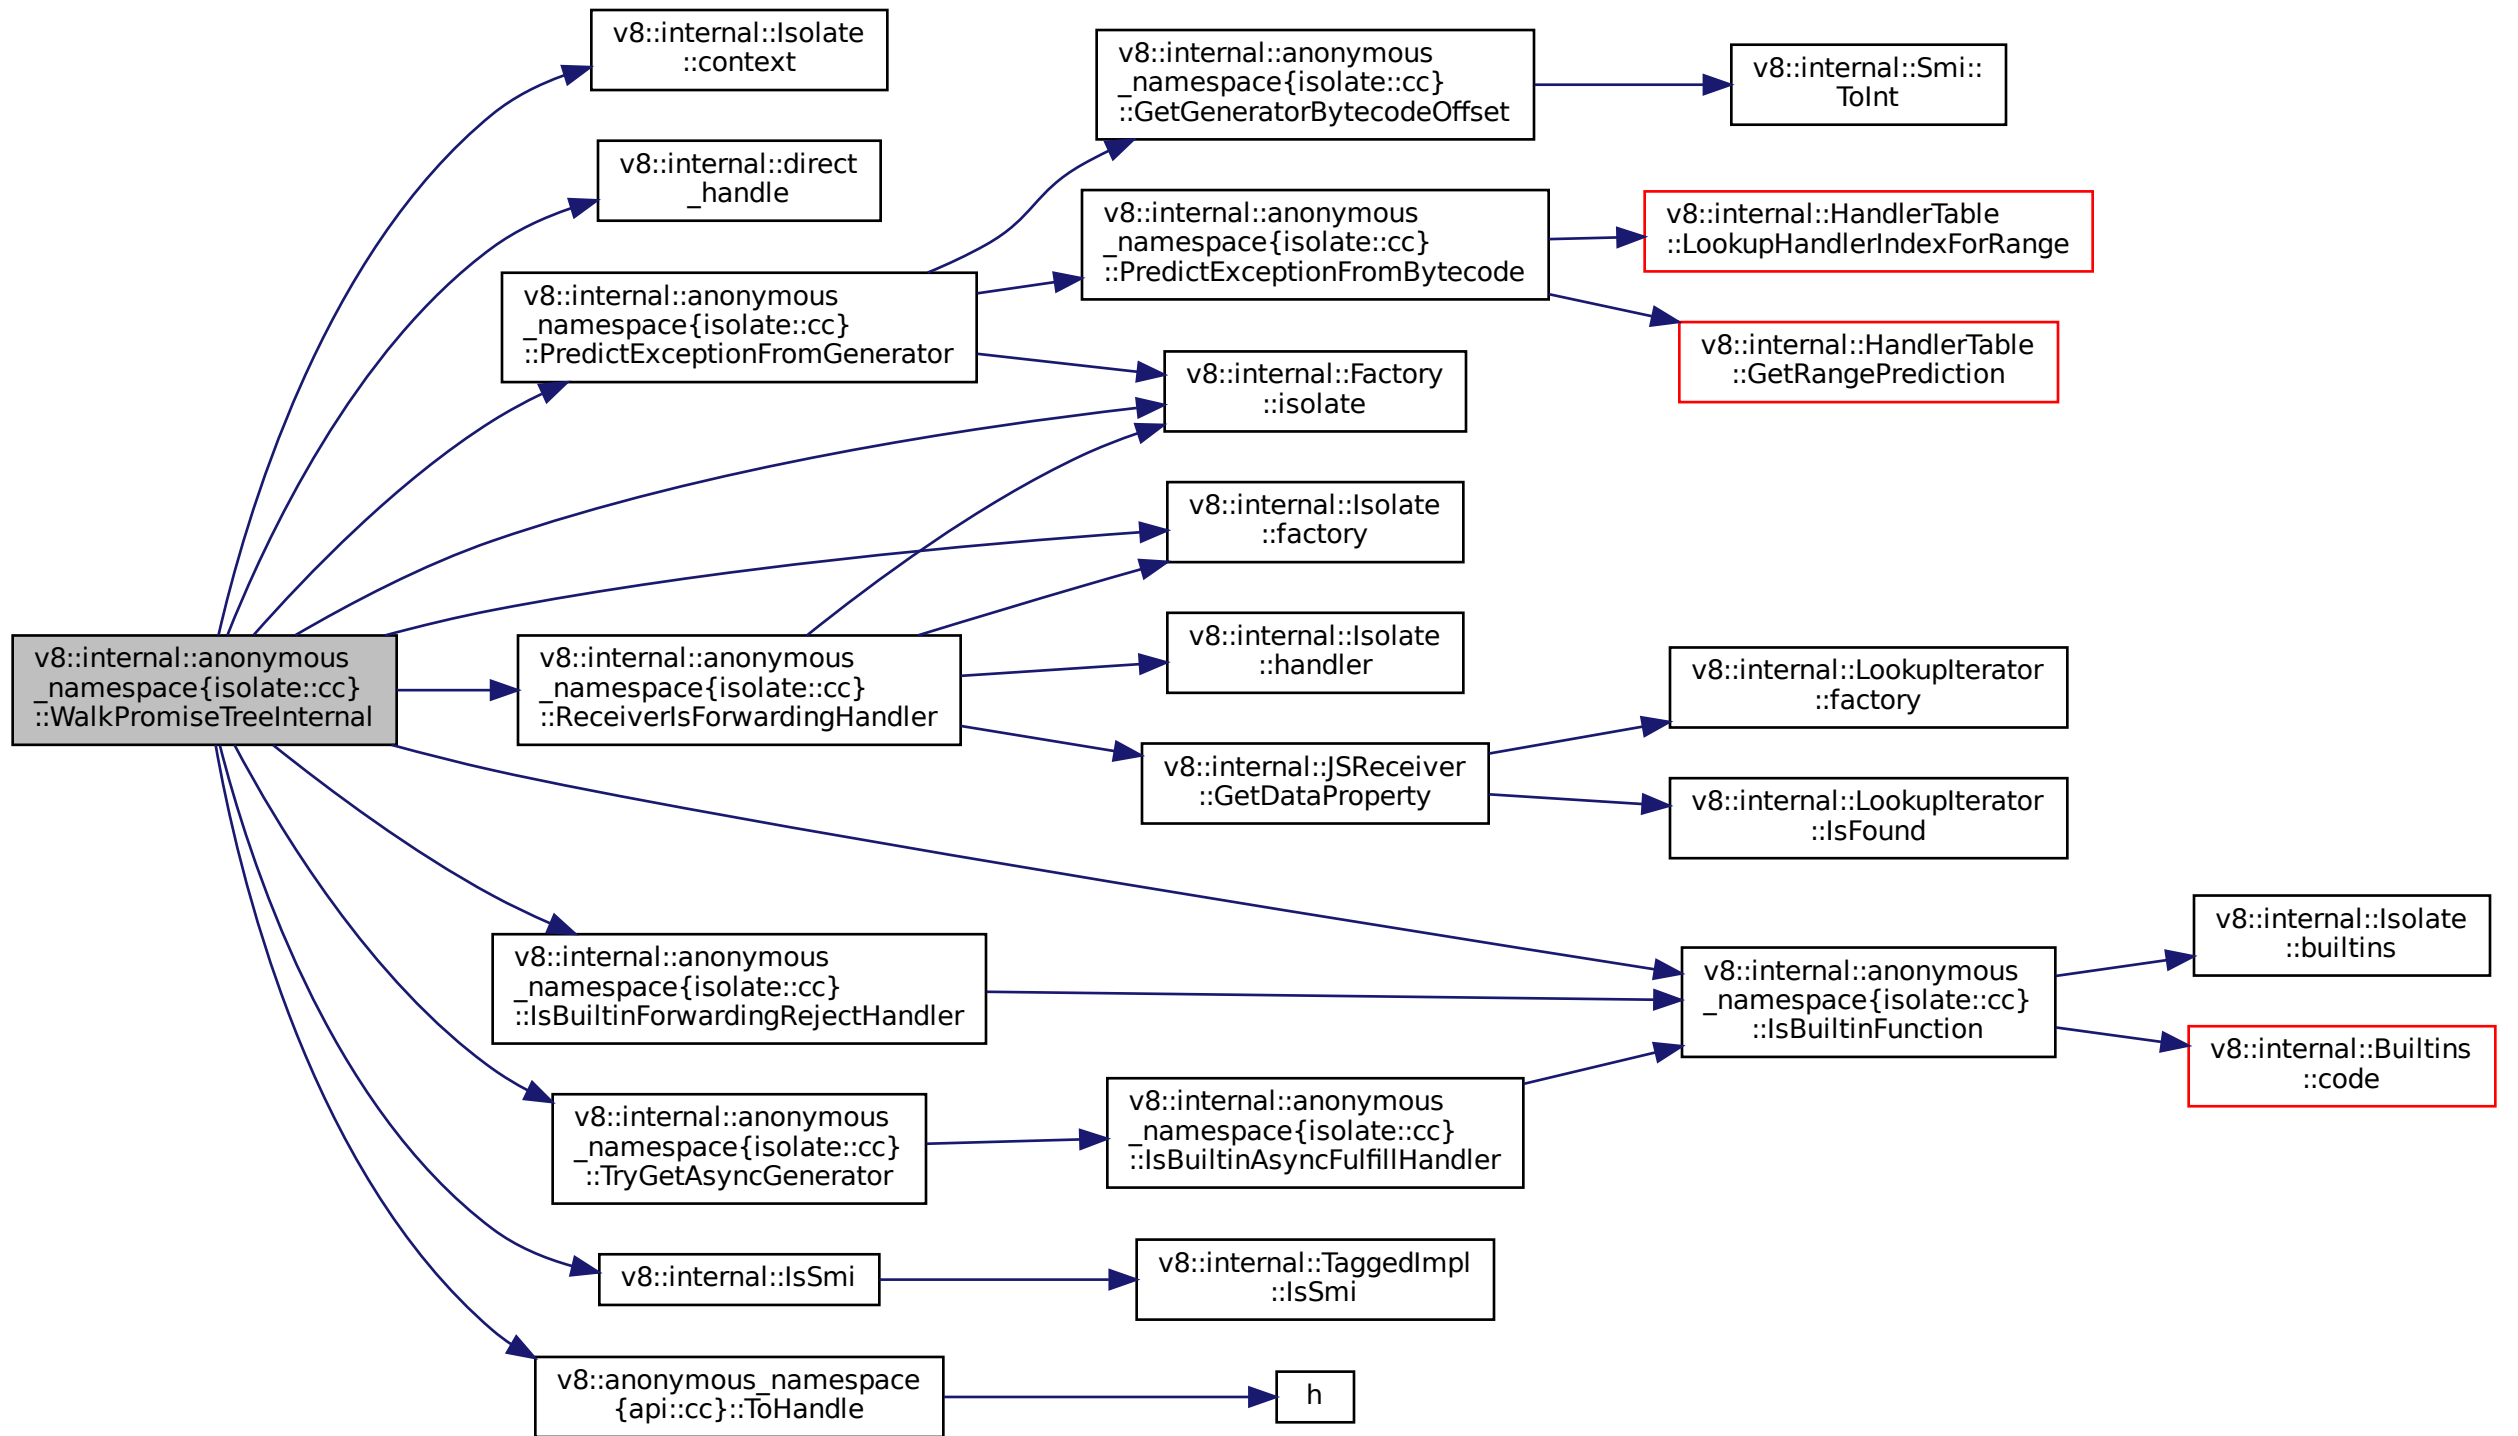 v8::internal::Isolate
::context
v8::internal::direct
_handle
v8::internal::anonymous
_namespace{isolate::cc}
::PredictExceptionFromGenerator
v8::internal::anonymous
_namespace{isolate::cc}
::GetGeneratorBytecodeOffset
v8::internal::Smi::
ToInt
v8::internal::anonymous
_namespace{isolate::cc}
::PredictExceptionFromBytecode
v8::internal::HandlerTable
::LookupHandlerIndexForRange
v8::internal::HandlerTable
::GetRangePrediction
v8::internal::Factory
::isolate
v8::internal::Isolate
::factory
v8::internal::anonymous
_namespace{isolate::cc}
::WalkPromiseTreeInternal
v8::internal::anonymous
_namespace{isolate::cc}
::ReceiverIsForwardingHandler
v8::internal::Isolate
::handler
v8::internal::JSReceiver
::GetDataProperty
v8::internal::LookupIterator
::factory
v8::internal::LookupIterator
::IsFound
v8::internal::anonymous
_namespace{isolate::cc}
::IsBuiltinForwardingRejectHandler
v8::internal::anonymous
_namespace{isolate::cc}
::IsBuiltinFunction
v8::internal::Isolate
::builtins
v8::internal::Builtins
::code
v8::internal::anonymous
_namespace{isolate::cc}
::TryGetAsyncGenerator
v8::internal::anonymous
_namespace{isolate::cc}
::IsBuiltinAsyncFulfillHandler
v8::internal::IsSmi
v8::internal::TaggedImpl
::IsSmi
v8::anonymous_namespace
{api::cc}::ToHandle
h